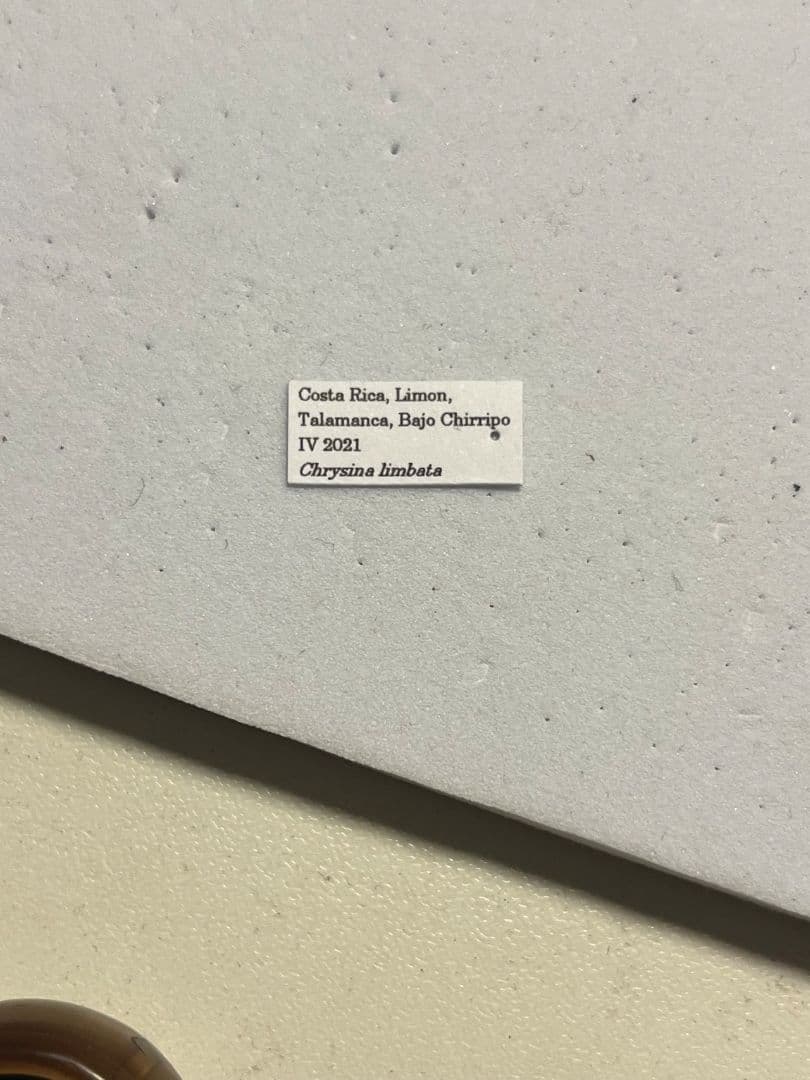 Costa Rica, Limon,
Talamanca, Bajo Chirripo
IV 2021
Chrysina limbata